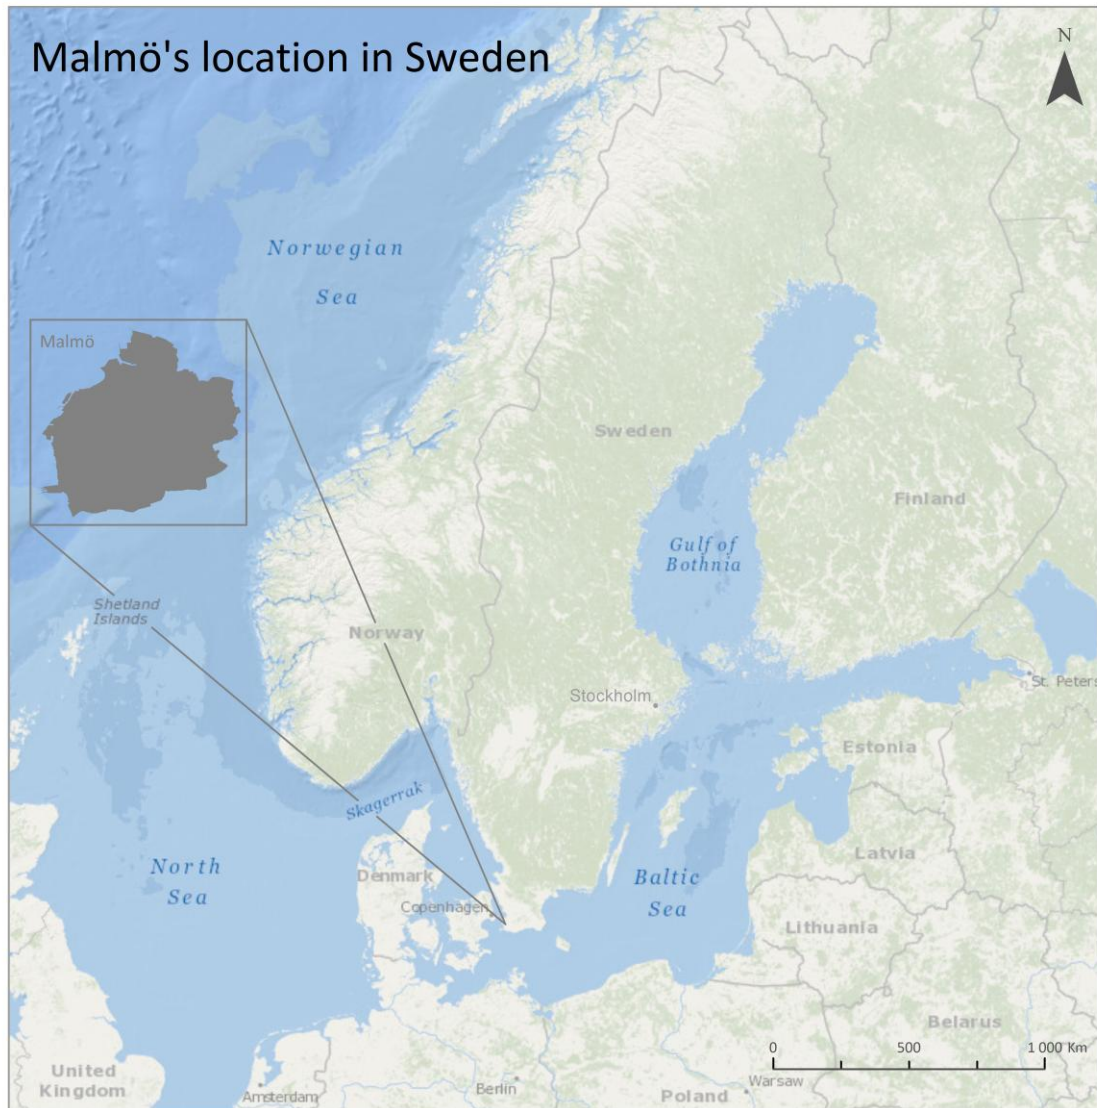 Malmö's location in Sweden
N
Norwegian
Sea
Malmö
Sweden
Finland
Gulf of
Bothnia
Shetland
Islands
Norway
St. Peters
Stockholm
Estonia
Skagerrak
Latvia
North
Sea
Denmark
Baltic
Sea
Copenhagen
Lithuania
Belarus
0
500
1 000 Km
United
Kingdom
Amsterdam
Berlin
Warsaw
Poland